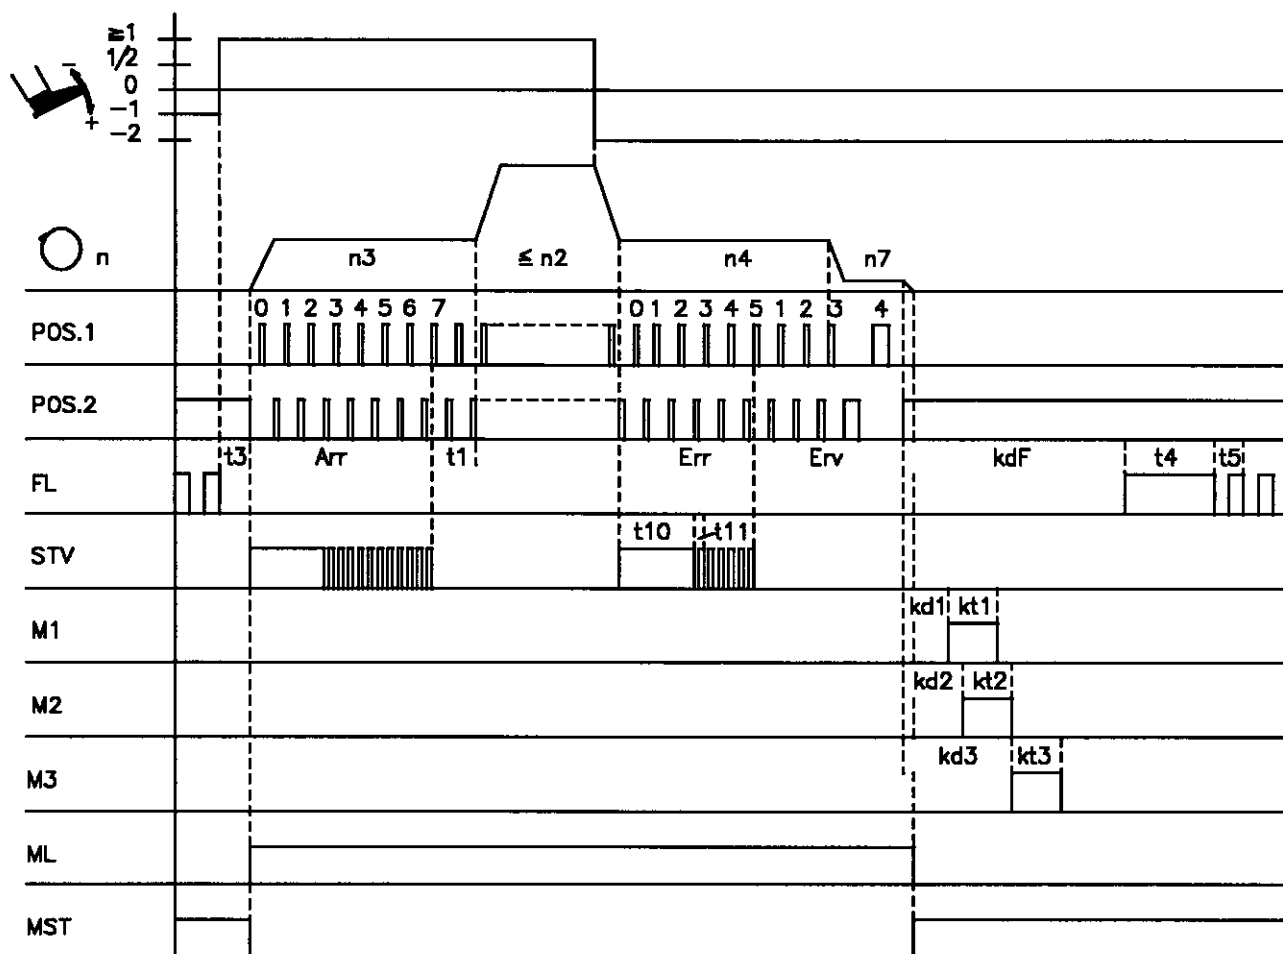 ≧1
1/2
0
−1
−2
−
+
n
n3 ≦ n2 n4 n7
0 1 2 3 4 5 6 7 0 1 2 3 4 5 1 2 3 4
POS.1
POS.2
t3 Arr t1 Err Erv kdF t4 t5
FL
t10 t11
STV
kd1 kt1
M1
kd2 kt2
M2
kd3 kt3
M3
ML
MST